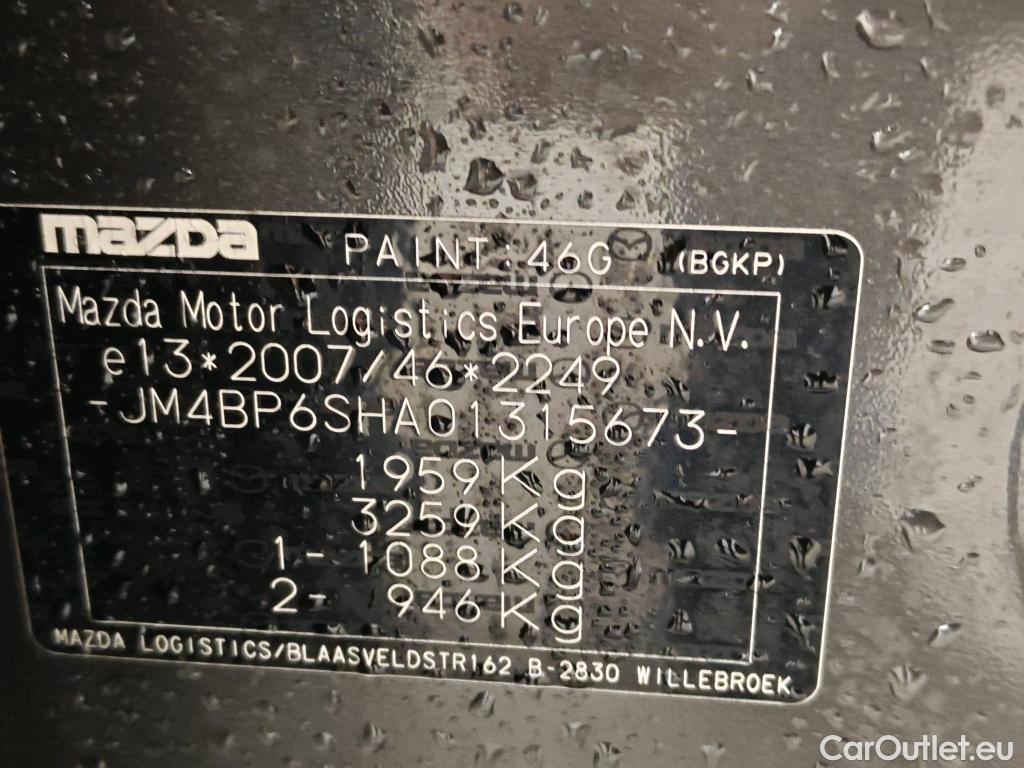 mazda PAINT: 46G (BGKP)
Mazda Motor Logistics Europe N.V.
e13*2007/46*2249
-JM4BP6SHA01315673-
1959 Kg
3259 Kg
1- 1088 Kg
2- 946 Kg
MAZDA LOGISTICS/BLAASVELDSTR162 B-2830 WILLEBROEK
CarOutlet.eu